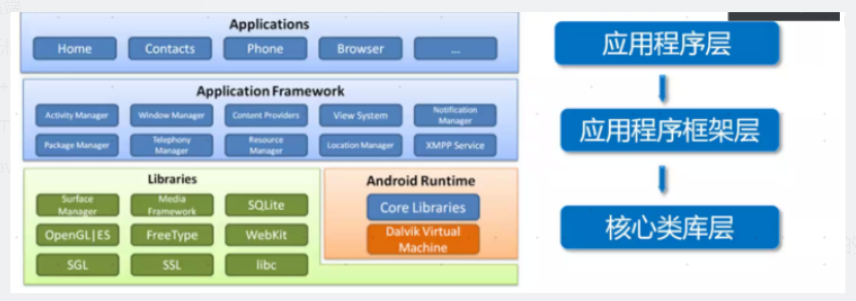 Applications
Home
Contacts
Phone
Browser
...
应用程序层
Application Framework
Activity Manager
Window Manager
Content Providers
View System
Notification
Manager
Package Manager
Telephony
Manager
Resource
Manager
Location Manager
XMPP Service
应用程序框架层
Libraries
Surface
Manager
Media
Framework
SQLite
OpenGL|ES
FreeType
WebKit
SGL
SSL
libc
Android Runtime
Core Libraries
Dalvik Virtual
Machine
核心类库层